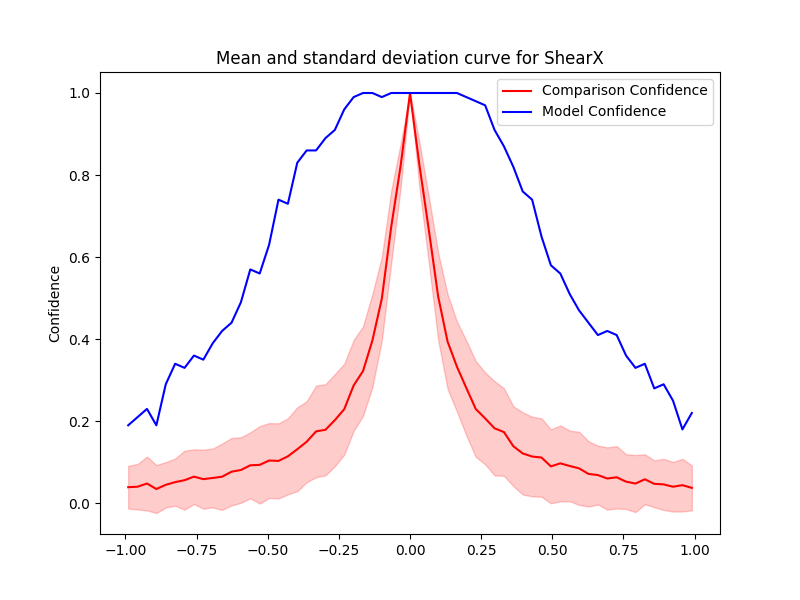 Mean and standard deviation curve for ShearX
Comparison Confidence
Model Confidence
Confidence
1.0
0.8
0.6
0.4
0.2
0.0
−1.00 −0.75 −0.50 −0.25 0.00 0.25 0.50 0.75 1.00